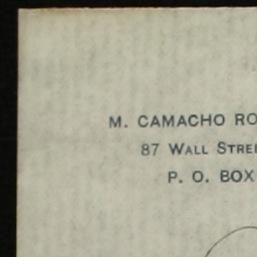 M. CAMACHO RO
87 WALL STREE
P. O. BOX